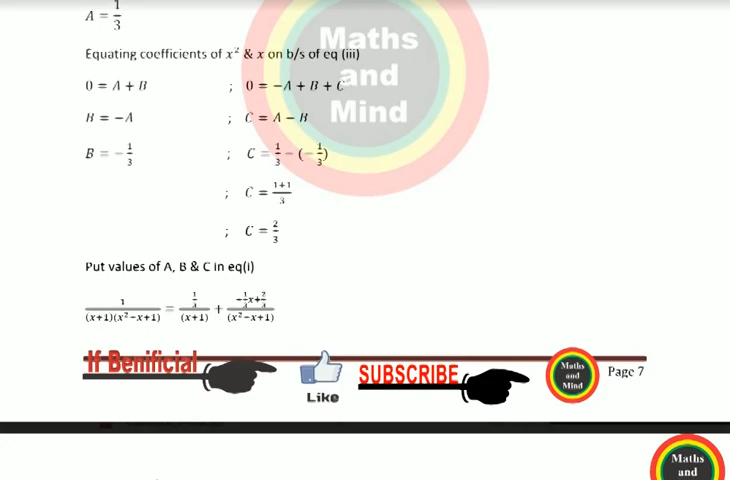 A = 1/3
Maths
and
Mind
Equating coefficients of x² & x on b/s of eq (iii)
0 = A + B ; 0 = −A + B + C
B = −A ; C = A − B
B = −1/3 ; C = 1/3 − (−1/3)
; C = (1+1)/3
; C = 2/3
Put values of A, B & C in eq(i)
1/((x+1)(x²−x+1)) = (1/3)/(x+1) + (−1/3x+2/3)/(x²−x+1)
If Benificial
Like
SUBSCRIBE
Maths
and
Mind
Page 7
Maths
and